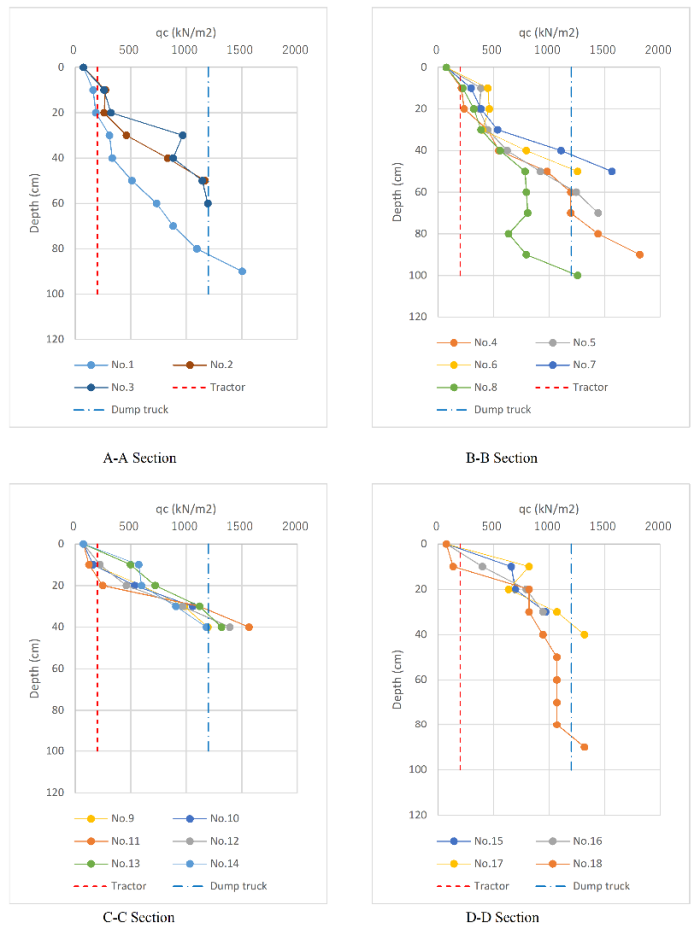 qc (kN/m2)
0 500 1000 1500 2000
0
20
40
60
80
100
120
Depth (cm)
No.1 No.2
No.3 Tractor
Dump truck
A-A Section
qc (kN/m2)
0 500 1000 1500 2000
0
20
40
60
80
100
120
Depth (cm)
No.4 No.5
No.6 No.7
No.8 Tractor
Dump truck
B-B Section
qc (kN/m2)
0 500 1000 1500 2000
0
20
40
60
80
100
120
Depth (cm)
No.9 No.10
No.11 No.12
No.13 No.14
Tractor Dump truck
C-C Section
qc (kN/m2)
0 500 1000 1500 2000
0
20
40
60
80
100
120
Depth (cm)
No.15 No.16
No.17 No.18
Tractor Dump truck
D-D Section